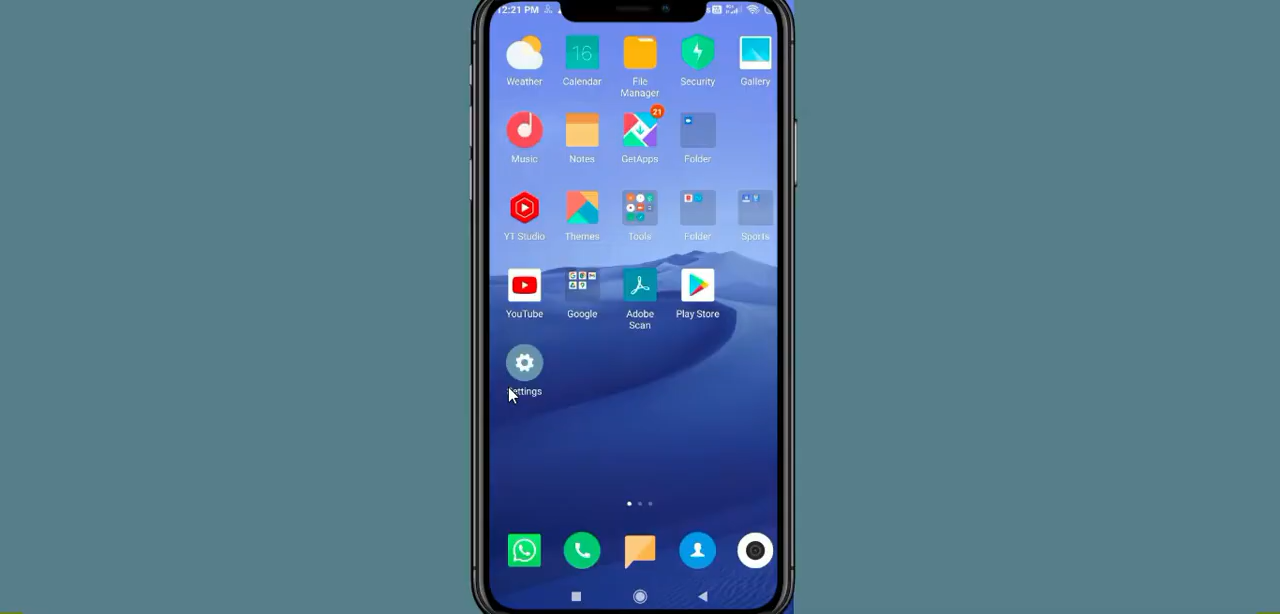 12:21 PM
16
Weather Calendar File Manager Security Gallery
21
Music Notes GetApps Folder
YT Studio Themes Tools Folder Sports
YouTube Google Adobe Scan Play Store
Settings